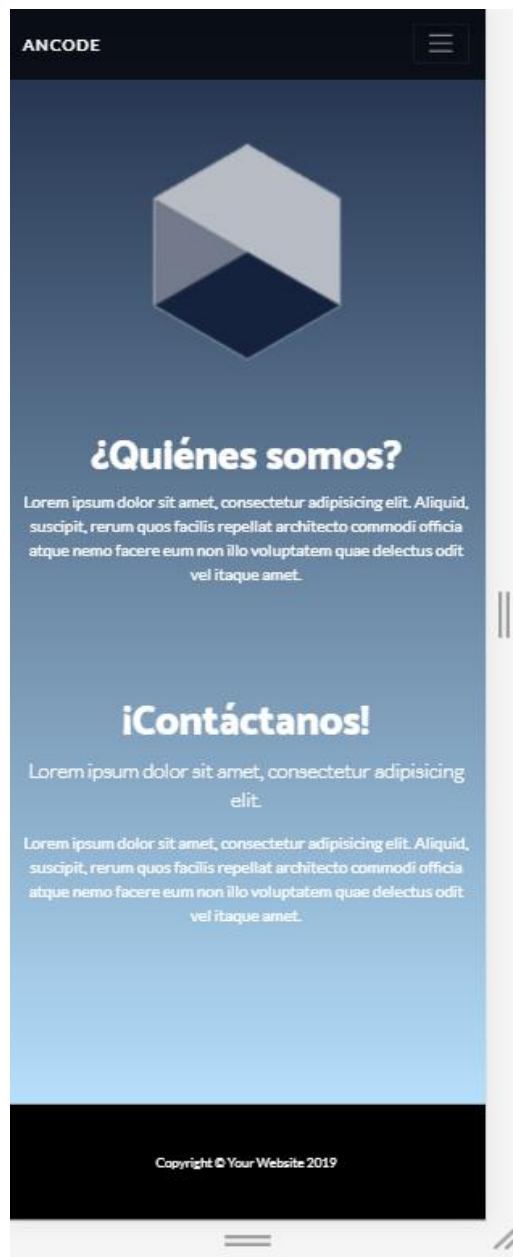 ANCODE
¿Quiénes somos?
Lorem ipsum dolor sit amet, consectetur adipisicing elit. Aliquid,
suscipit, rerum quos facilis repellat architecto commodi officia
atque nemo facere eum non illo voluptatem quae delectus odit
vel itaque amet.
¡Contáctanos!
Lorem ipsum dolor sit amet, consectetur adipisicing
elit.
Lorem ipsum dolor sit amet, consectetur adipisicing elit. Aliquid,
suscipit, rerum quos facilis repellat architecto commodi officia
atque nemo facere eum non illo voluptatem quae delectus odit
vel itaque amet.
Copyright © Your Website 2019